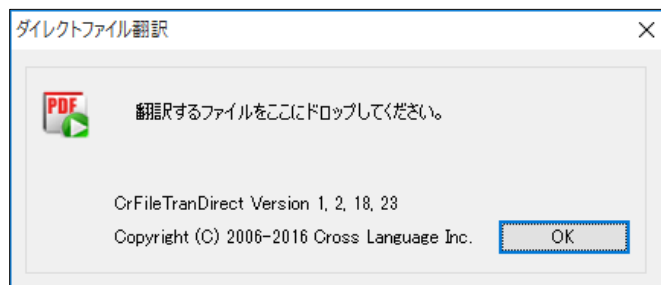 ダイレクトファイル翻訳
PDF
翻訳するファイルをここにドロップしてください。
CrFileTranDirect Version 1, 2, 18, 23
Copyright (C) 2006-2016 Cross Language Inc.
OK